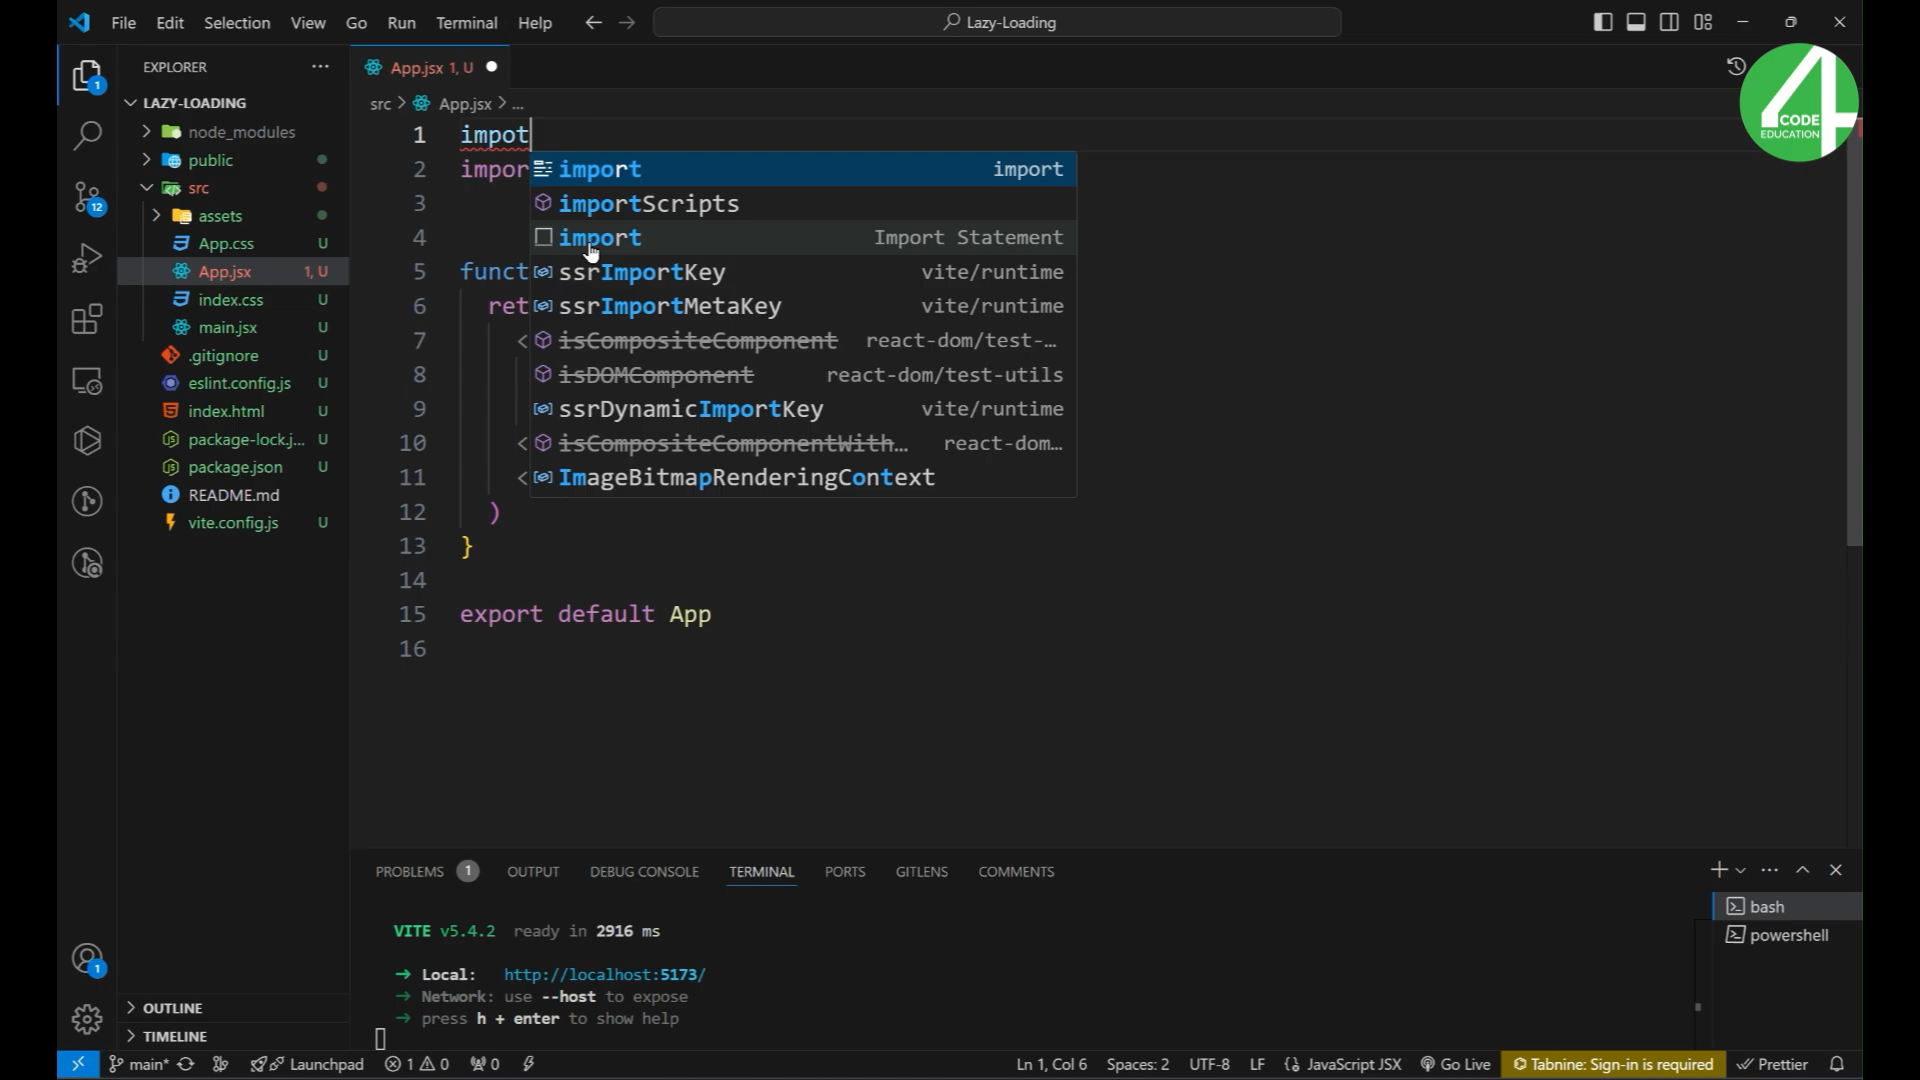 File Edit Selection View Go Run Terminal Help
Lazy-Loading
EXPLORER
App.jsx 1, U
4
CODE
EDUCATION
LAZY-LOADING
src > App.jsx > ...
node_modules
public
src
assets
App.css U
App.jsx 1, U
index.css U
main.jsx U
.gitignore U
eslint.config.js U
index.html U
package-lock.j... U
package.json U
README.md
vite.config.js U
1
12
1 impot
2 impor
3
4
5 funct
6 ret
7 <
8
9
10 <
11 <
12 )
13 }
14
15 export default App
16
import import
importScripts
import Import Statement
ssrImportKey vite/runtime
ssrImportMetaKey vite/runtime
isCompositeComponent react-dom/test-...
isDOMComponent react-dom/test-utils
ssrDynamicImportKey vite/runtime
isCompositeComponentWith... react-dom...
ImageBitmapRenderingContext
PROBLEMS 1 OUTPUT DEBUG CONSOLE TERMINAL PORTS GITLENS COMMENTS
VITE v5.4.2 ready in 2916 ms
→ Local: http://localhost:5173/
→ Network: use --host to expose
→ press h + enter to show help
bash
powershell
1
OUTLINE
TIMELINE
main* Launchpad 1 0 0 Ln 1, Col 6 Spaces: 2 UTF-8 LF {} JavaScript JSX Go Live Tabnine: Sign-in is required Prettier